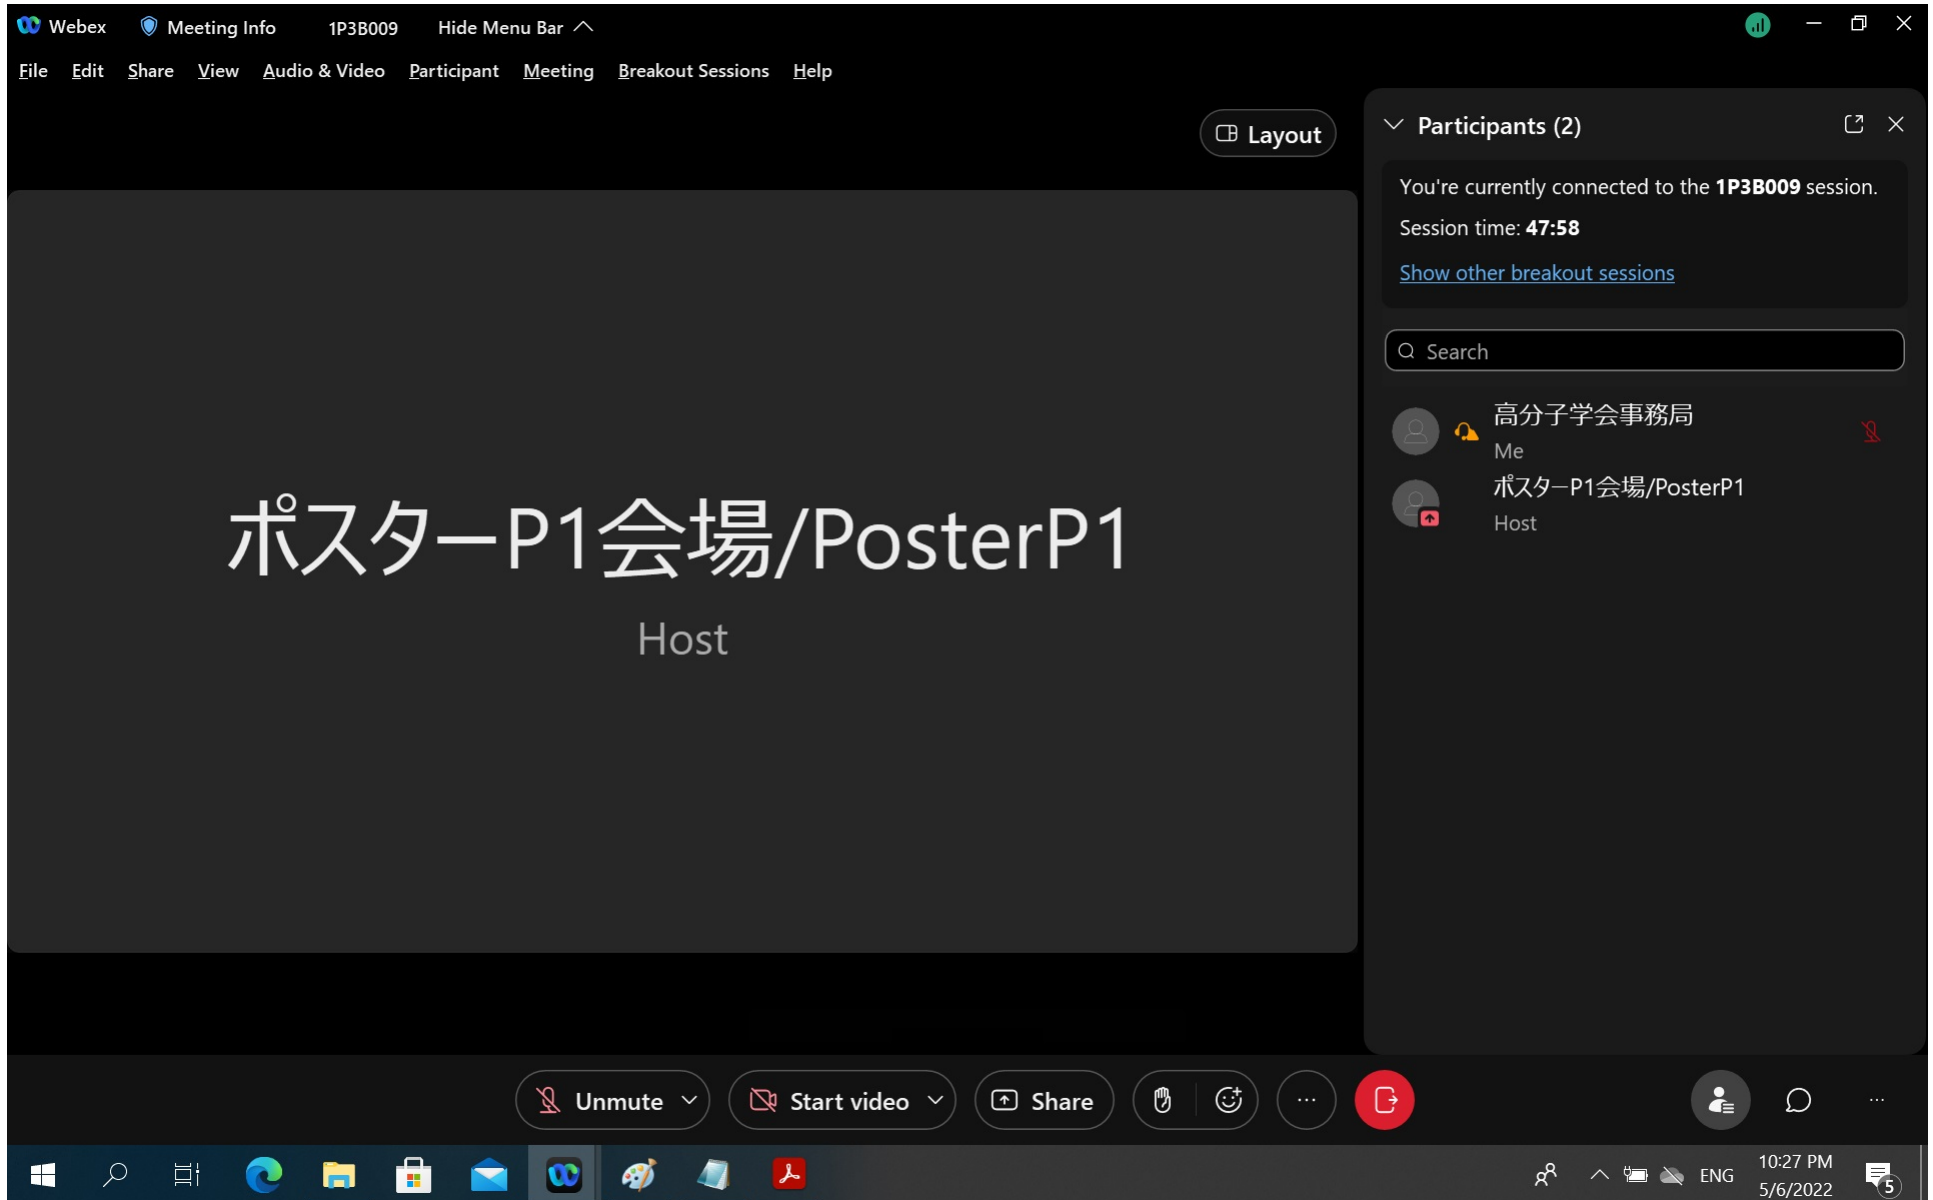 Webex Meeting Info 1P3B009 Hide Menu Bar
File Edit Share View Audio & Video Participant Meeting Breakout Sessions Help
Layout
ポスターP1会場/PosterP1
Host
Participants (2)
You're currently connected to the 1P3B009 session.
Session time: 47:58
Show other breakout sessions
Search
高分子学会事務局
Me
ポスターP1会場/PosterP1
Host
Unmute Start video Share
ENG
10:27 PM
5/6/2022
5